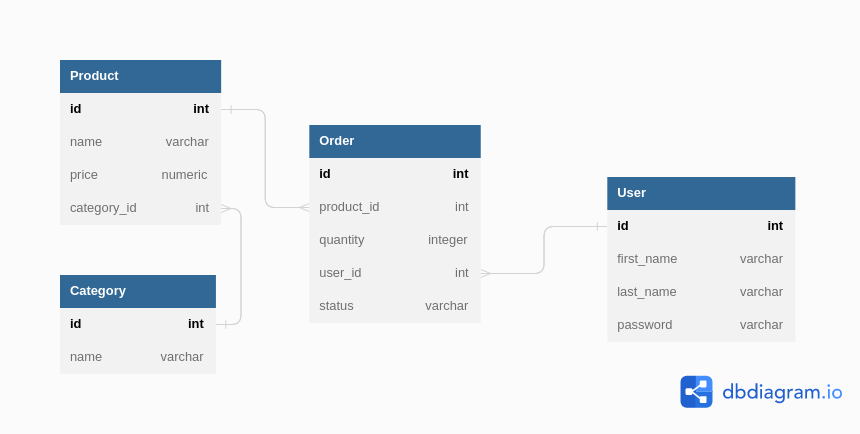 Product
id int
name varchar
price numeric
category_id int
Category
id int
name varchar
Order
id int
product_id int
quantity integer
user_id int
status varchar
User
id int
first_name varchar
last_name varchar
password varchar
dbdiagram.io